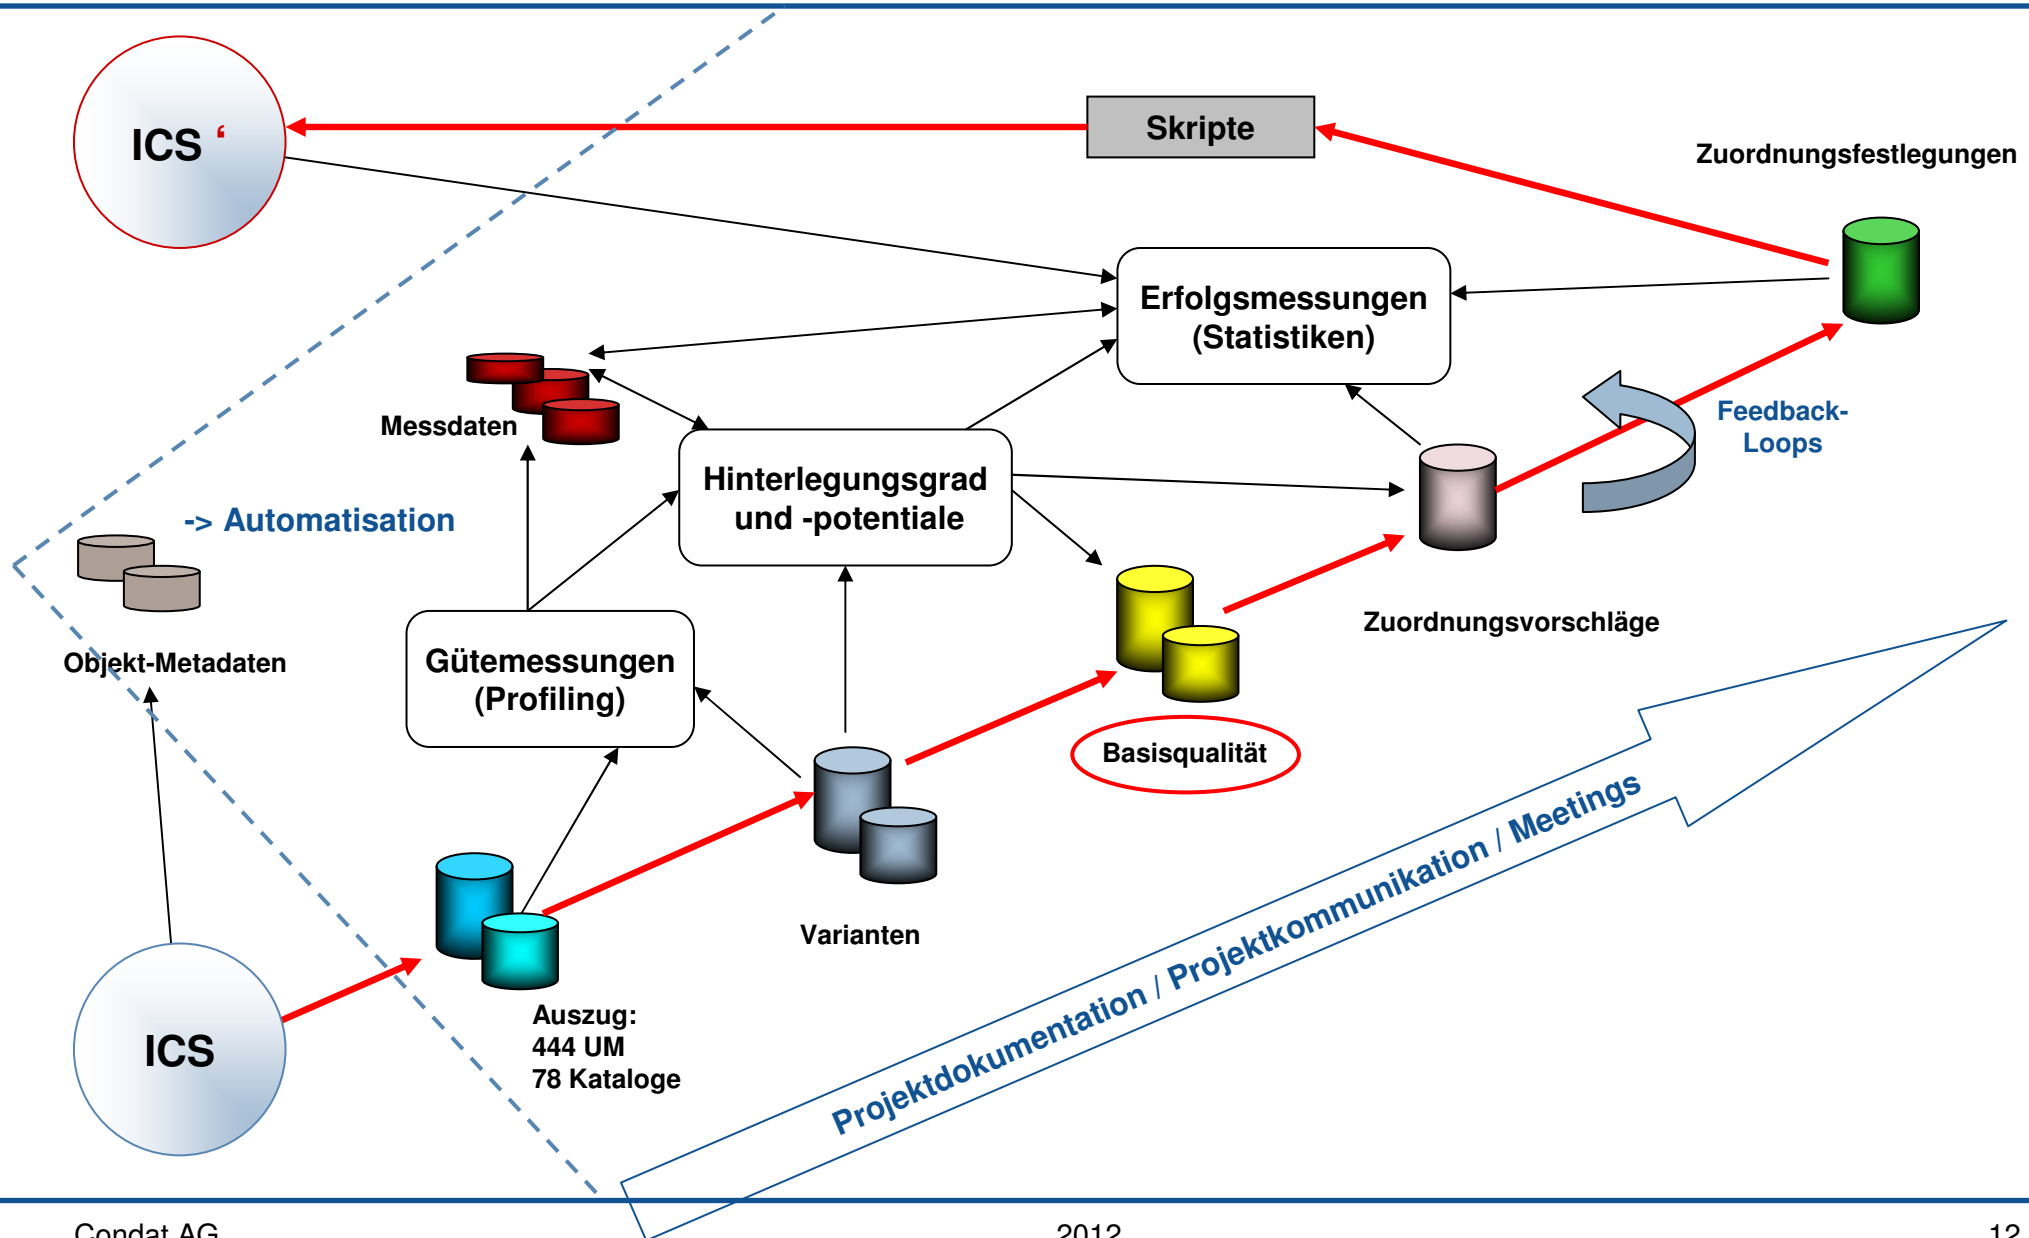 ICS ‘
Skripte
Zuordnungsfestlegungen
Erfolgsmessungen
(Statistiken)
Messdaten
Feedback-
Loops
Hinterlegungsgrad
und -potentiale
-> Automatisation
Zuordnungsvorschläge
Objekt-Metadaten
Gütemessungen
(Profiling)
Basisqualität
Varianten
Projektdokumentation / Projektkommunikation / Meetings
Auszug:
444 UM
78 Kataloge
ICS
Condat AG
2012
12